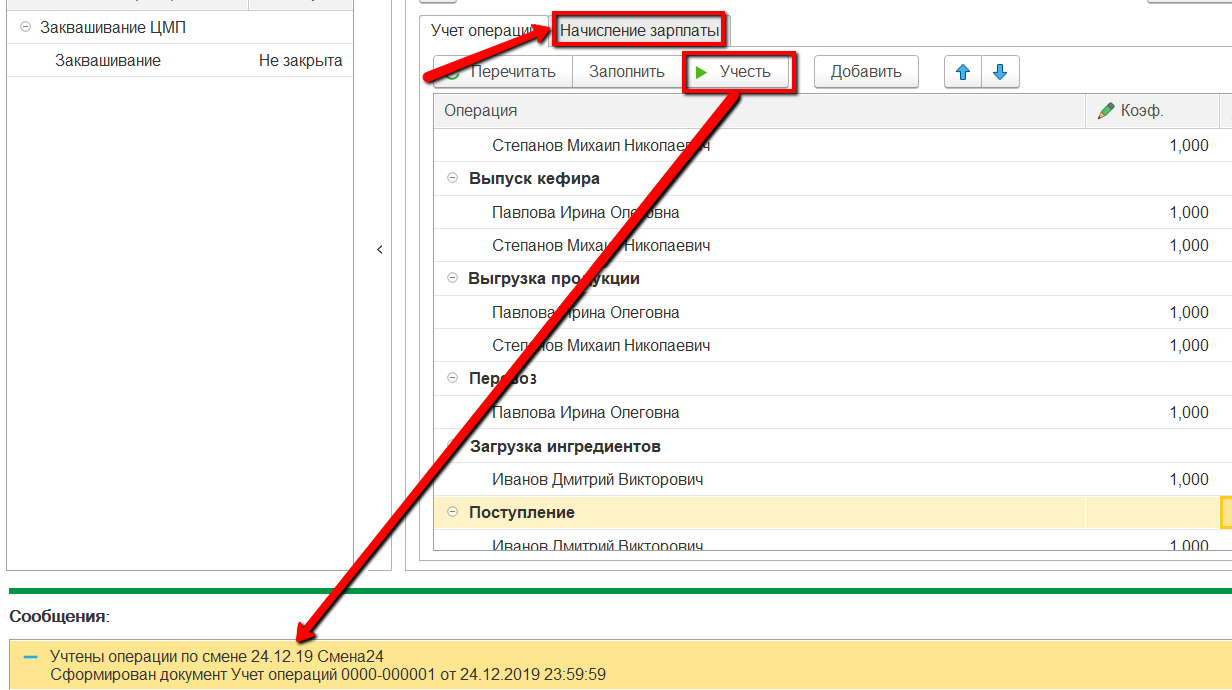 Заквашивание ЦМП
Заквашивание Не закрыта
Учет операций Начисление зарплаты
Перечитать Заполнить Учесть Добавить
Операция Коэф.
Степанов Михаил Николаевич 1,000
Выпуск кефира
Павлова Ирина Олеговна 1,000
Степанов Михаил Николаевич 1,000
Выгрузка продукции
Павлова Ирина Олеговна 1,000
Степанов Михаил Николаевич 1,000
Перевоз
Павлова Ирина Олеговна 1,000
Загрузка ингредиентов
Иванов Дмитрий Викторович 1,000
Поступление
Иванов Дмитрий Викторович 1,000
Сообщения:
Учтены операции по смене 24.12.19 Смена24
Сформирован документ Учет операций 0000-000001 от 24.12.2019 23:59:59